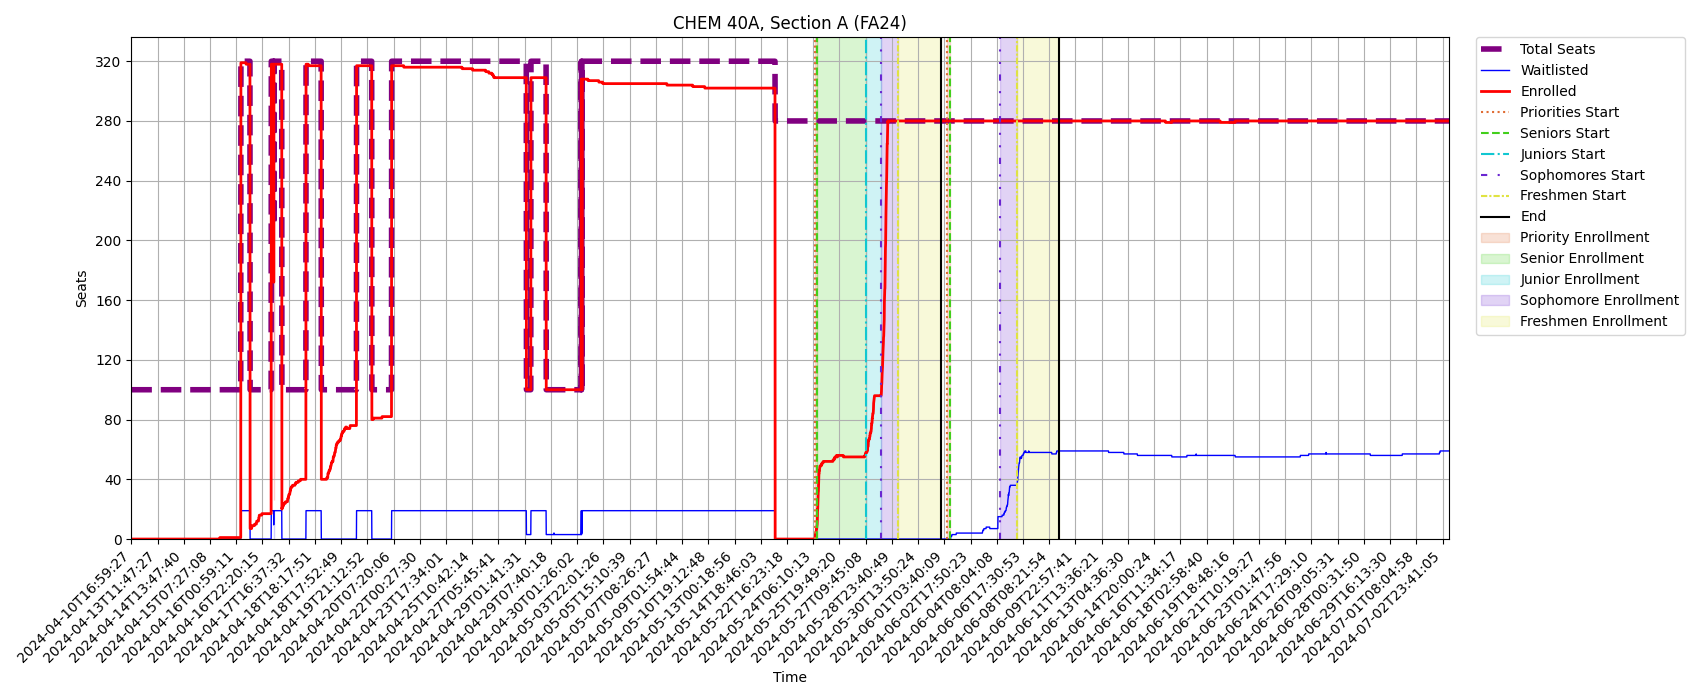 CHEM 40A, Section A (FA24)
Total Seats
Waitlisted
Enrolled
Priorities Start
Seniors Start
Juniors Start
Sophomores Start
Freshmen Start
End
Priority Enrollment
Senior Enrollment
Junior Enrollment
Sophomore Enrollment
Freshmen Enrollment
Seats
320
280
240
200
160
120
80
40
0
2024-04-10T16:59:27
2024-04-13T11:47:27
2024-04-14T13:47:40
2024-04-15T07:27:08
2024-04-16T00:59:11
2024-04-16T22:20:15
2024-04-17T16:37:32
2024-04-18T18:17:51
2024-04-18T17:52:49
2024-04-19T21:12:52
2024-04-20T07:20:06
2024-04-22T00:27:30
2024-04-23T17:34:01
2024-04-25T10:42:14
2024-04-27T05:45:41
2024-04-29T01:41:31
2024-04-29T07:40:18
2024-04-30T01:26:02
2024-05-03T22:01:26
2024-05-05T15:10:39
2024-05-07T08:26:27
2024-05-09T01:54:44
2024-05-10T19:12:48
2024-05-13T00:18:56
2024-05-14T18:46:03
2024-05-22T16:23:18
2024-05-24T06:10:13
2024-05-25T19:49:20
2024-05-27T09:45:08
2024-05-28T23:40:49
2024-05-30T13:50:24
2024-06-01T03:40:09
2024-06-02T17:50:23
2024-06-04T08:04:08
2024-06-06T17:30:53
2024-06-08T08:21:54
2024-06-09T22:57:41
2024-06-11T13:36:21
2024-06-13T04:36:30
2024-06-14T20:00:24
2024-06-16T11:34:17
2024-06-18T02:58:40
2024-06-19T18:48:16
2024-06-21T10:19:27
2024-06-23T01:47:56
2024-06-24T17:29:10
2024-06-26T09:05:31
2024-06-28T00:31:50
2024-06-29T16:13:30
2024-07-01T08:04:58
2024-07-02T23:41:05
Time